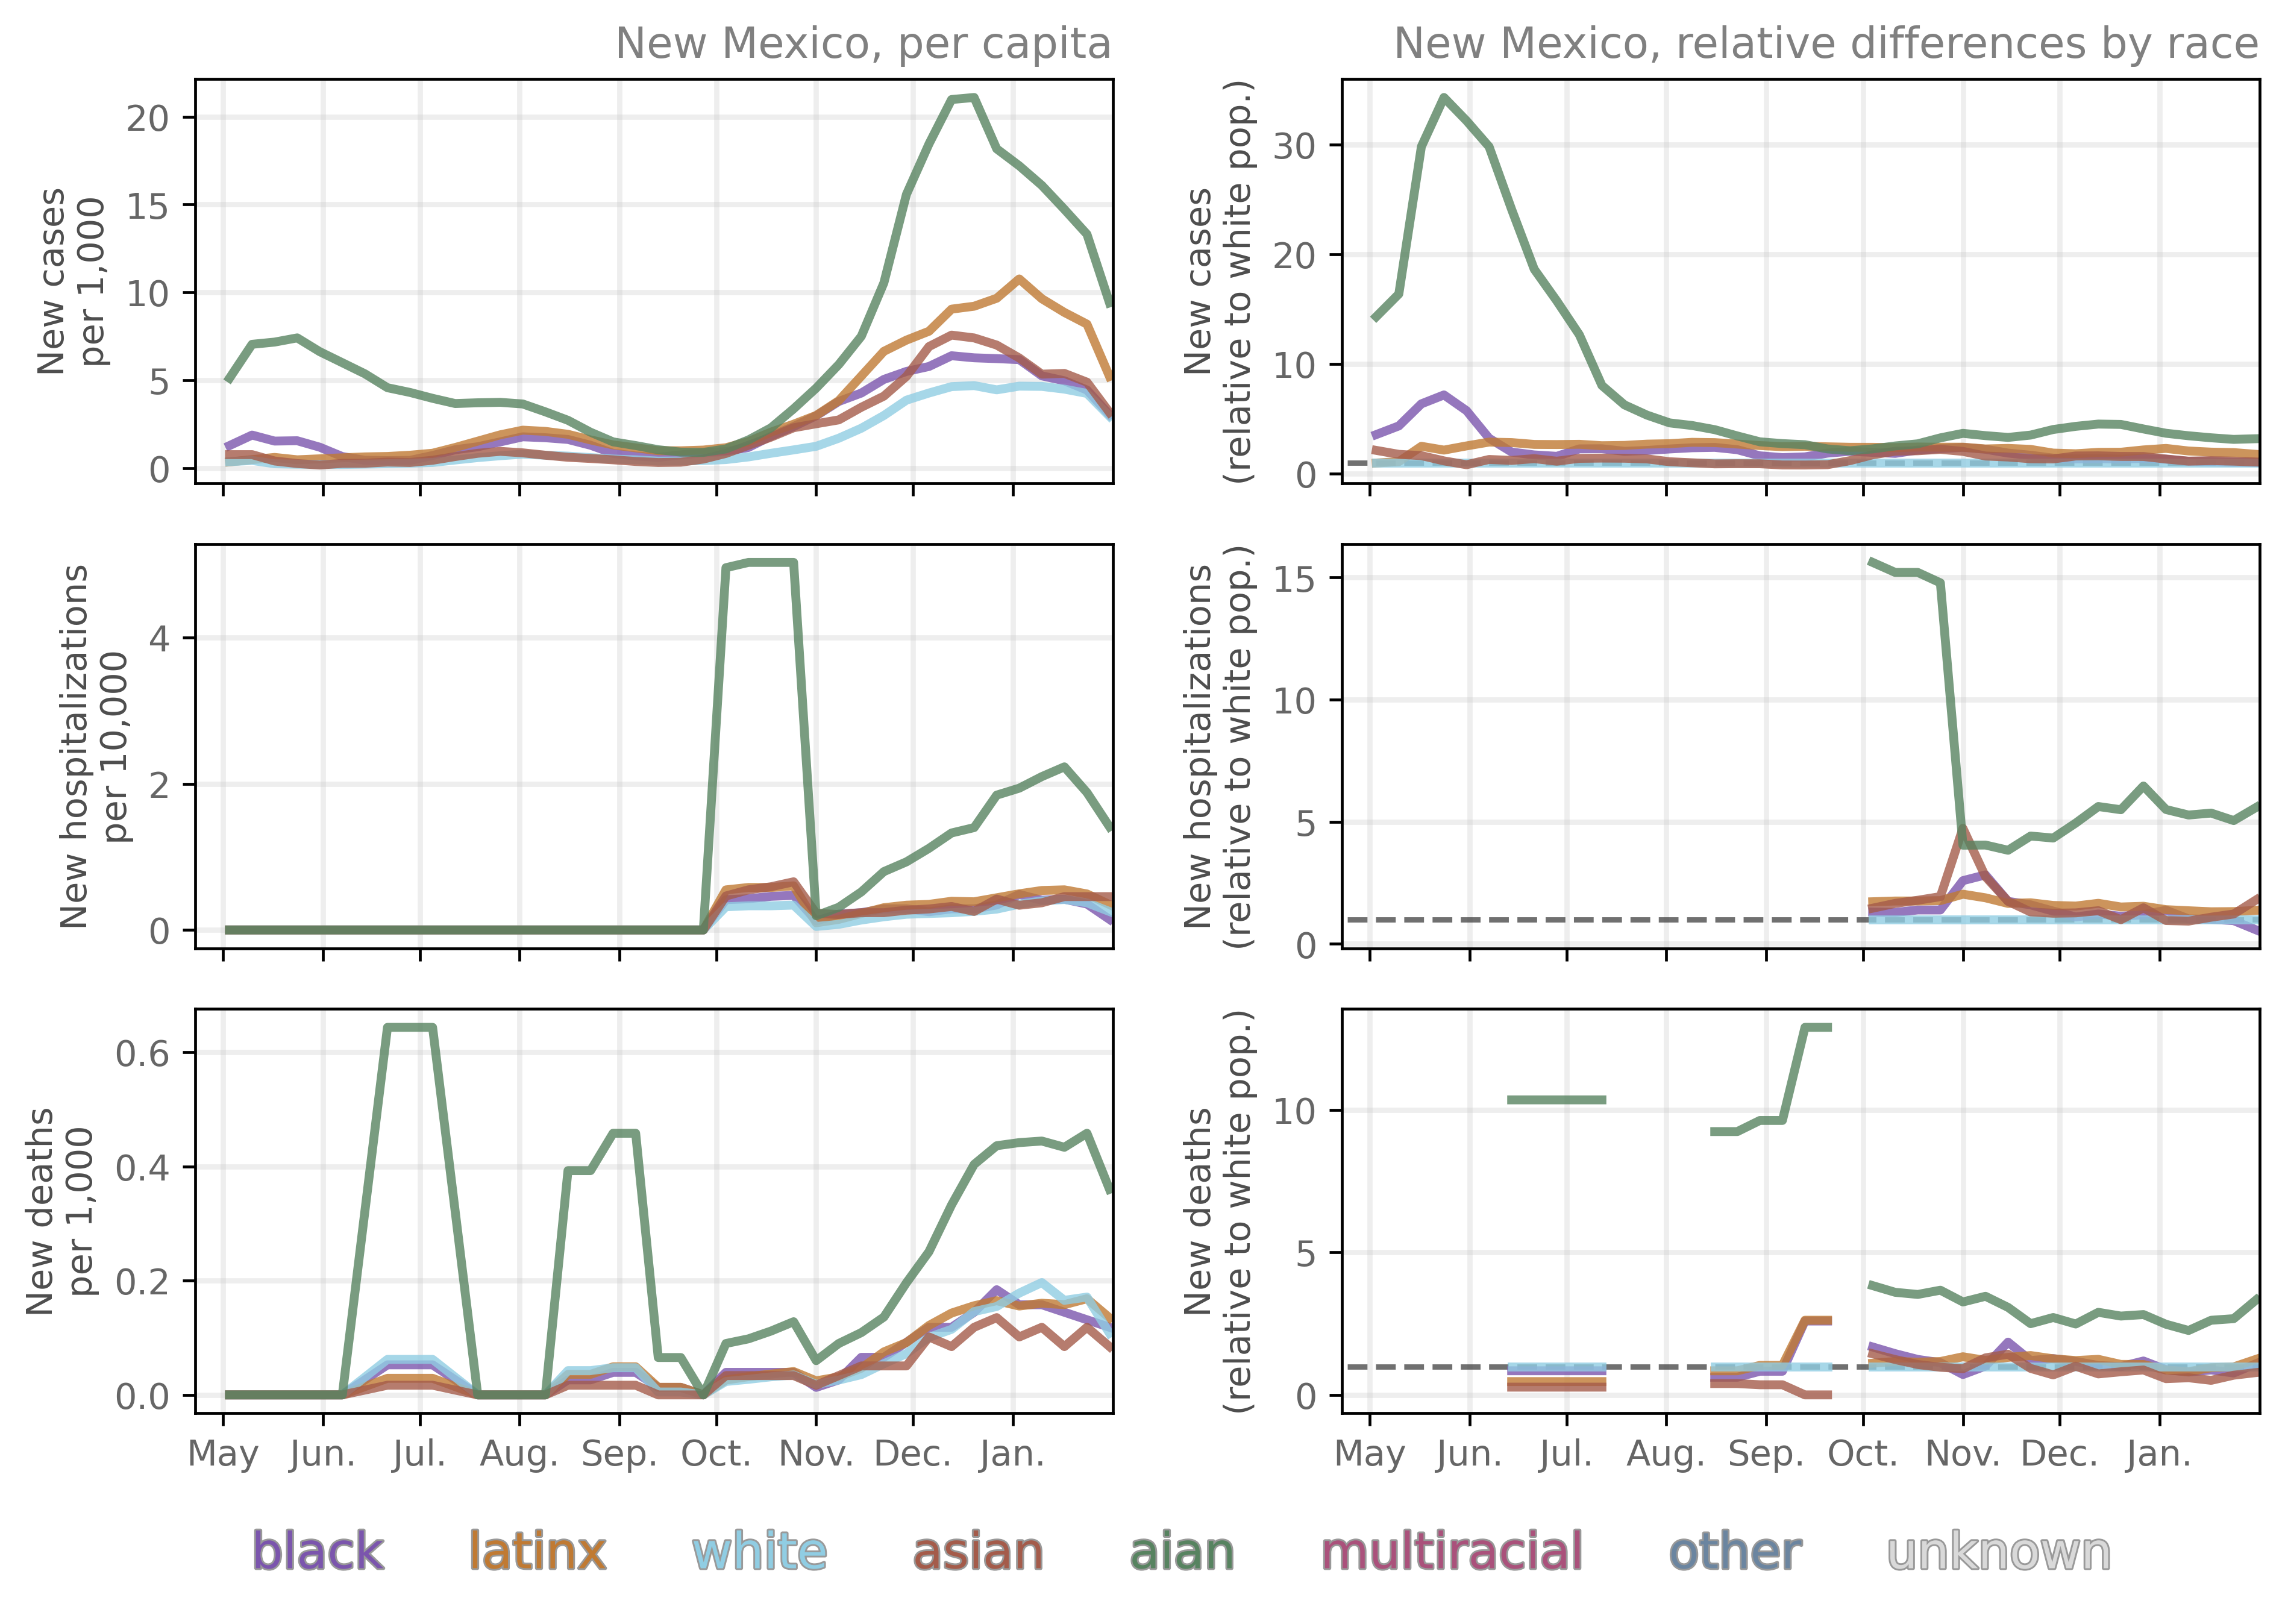 New Mexico, per capita
New Mexico, relative differences by race
New cases
per 1,000
20
15
10
5
0
New cases
(relative to white pop.)
30
20
10
0
New hospitalizations
per 10,000
4
2
0
New hospitalizations
(relative to white pop.)
15
10
5
0
New deaths
per 1,000
0.6
0.4
0.2
0.0
May Jun. Jul. Aug. Sep. Oct. Nov. Dec. Jan.
New deaths
(relative to white pop.)
10
5
0
May Jun. Jul. Aug. Sep. Oct. Nov. Dec. Jan.
black latinx white asian aian multiracial other unknown